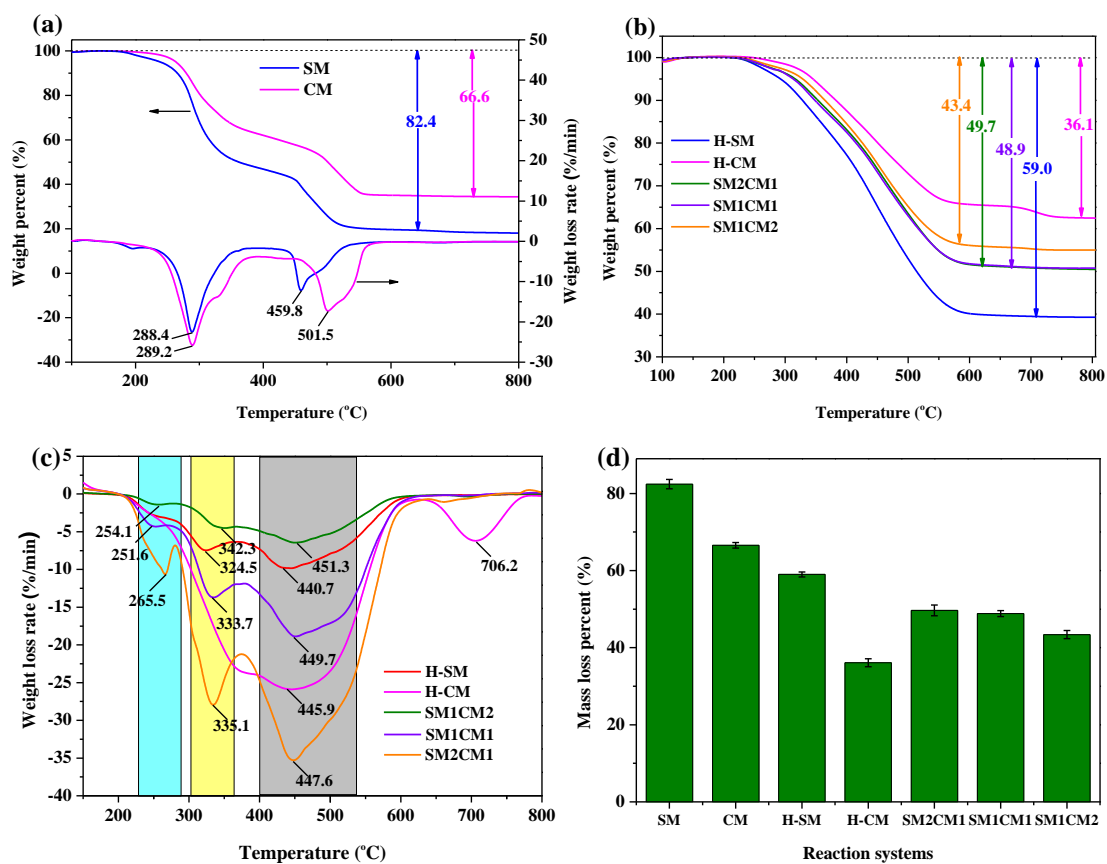 (a)
Weight percent (%)
100
80
60
40
20
0
-20
-40
SM
CM
82.4
66.6
288.4
289.2
459.8
501.5
50
40
30
20
10
0
-10
-20
-30
Weight loss rate (%/min)
200
400
600
800
Temperature (°C)
(b)
Weight percent (%)
100
90
80
70
60
50
40
30
H-SM
H-CM
SM2CM1
SM1CM1
SM1CM2
43.4
49.7
48.9
59.0
36.1
100
200
300
400
500
600
700
800
Temperature (°C)
(c)
Weight loss rate (%/min)
5
0
-5
-10
-15
-20
-25
-30
-35
-40
254.1
251.6
265.5
342.3
324.5
333.7
335.1
451.3
440.7
449.7
445.9
447.6
706.2
H-SM
H-CM
SM1CM2
SM1CM1
SM2CM1
200
300
400
500
600
700
800
Temperature (°C)
(d)
Mass loss percent (%)
80
60
40
20
0
SM
CM
H-SM
H-CM
SM2CM1
SM1CM1
SM1CM2
Reaction systems